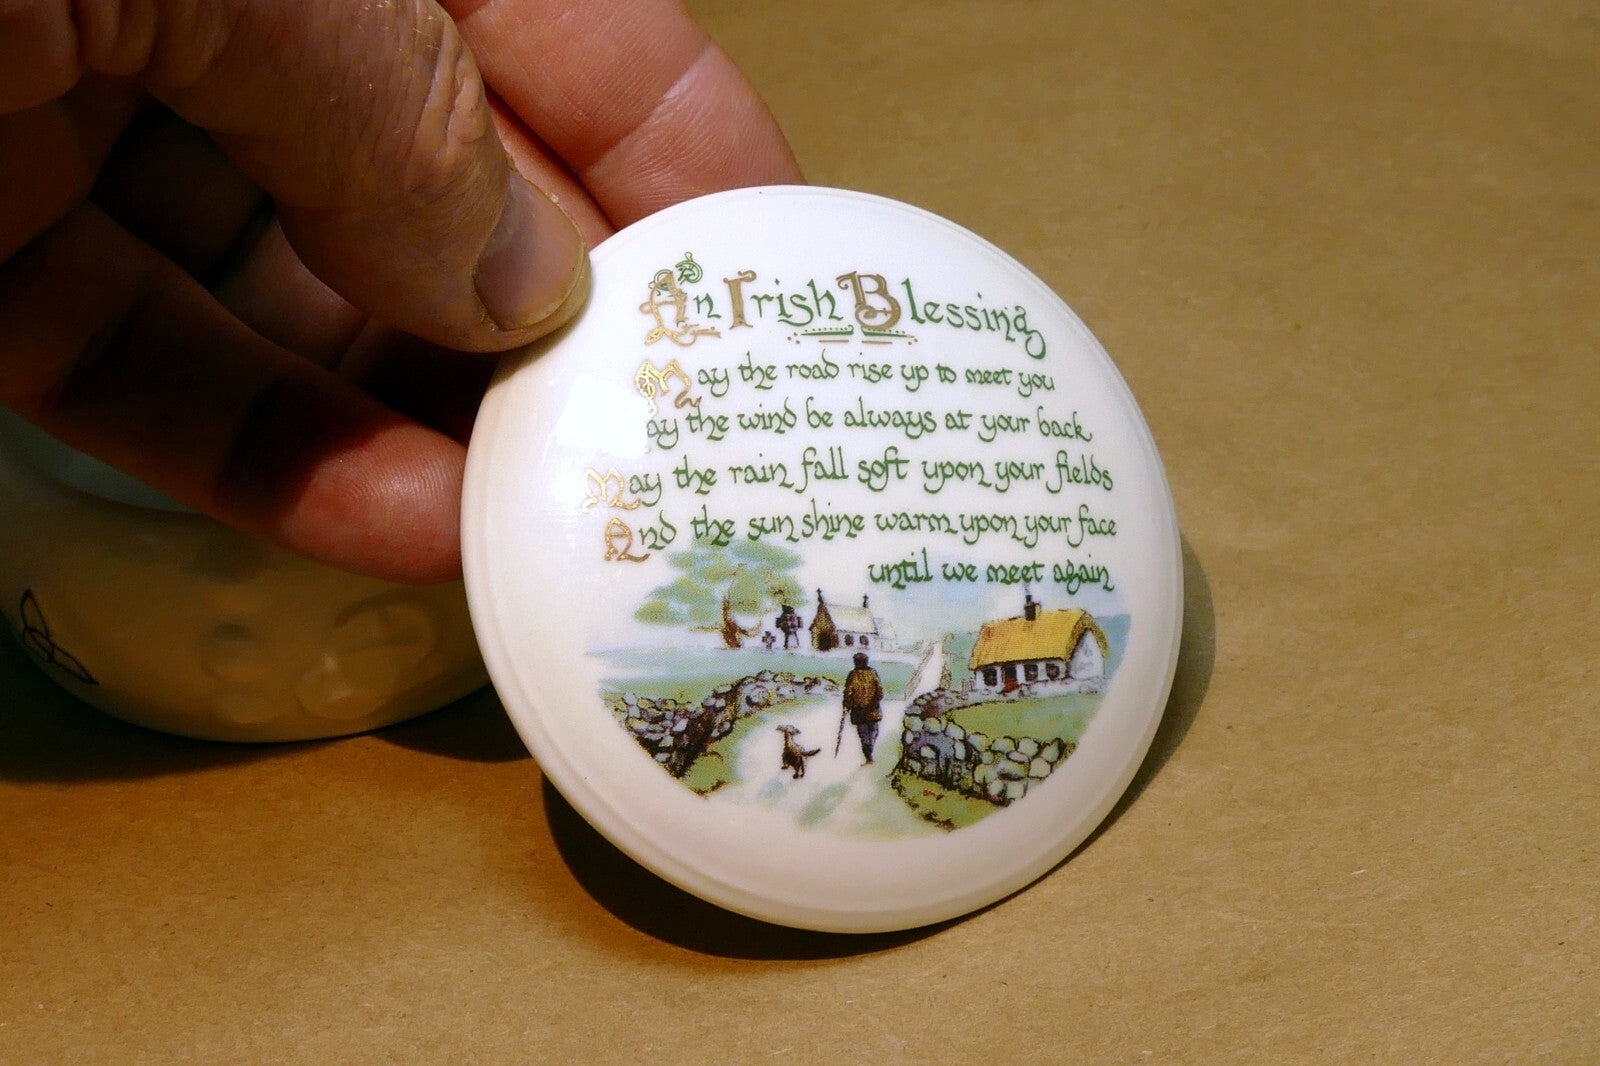 An Irish Blessing
May the road rise up to meet you
May the wind be always at your back
May the rain fall soft upon your fields
And the sun shine warm upon your face
until we meet again